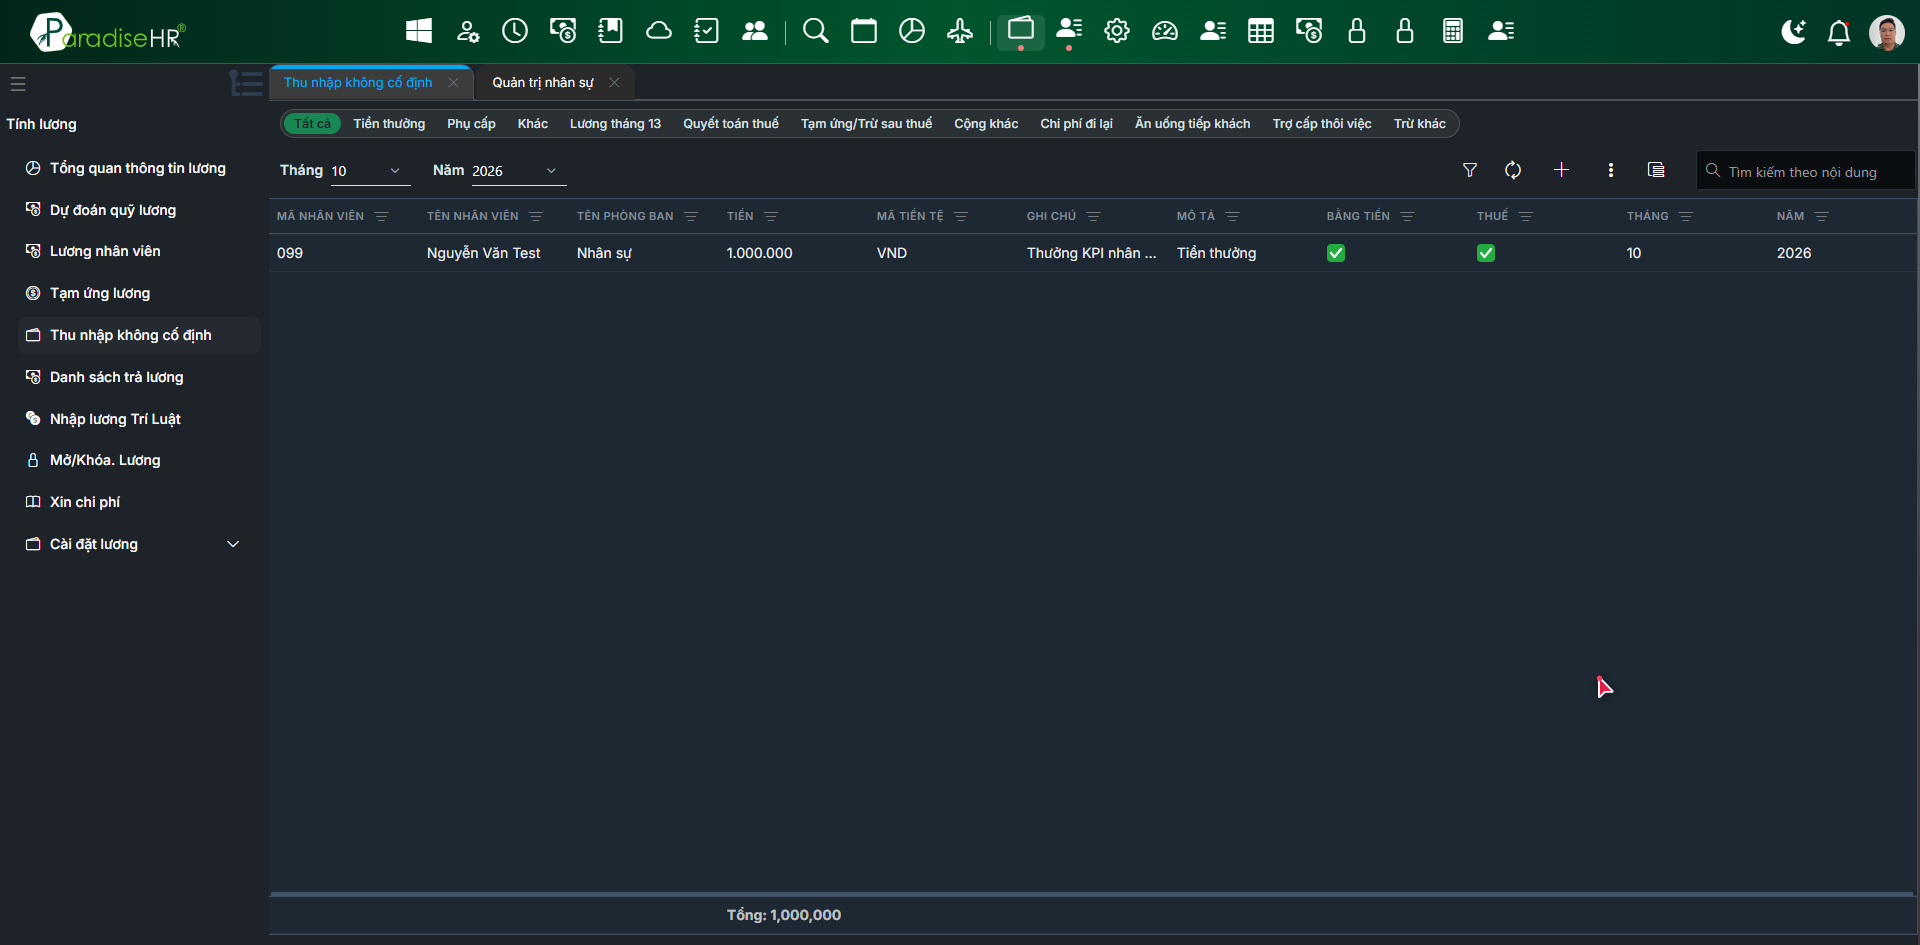 ParadiseHR®
Thu nhập không cố định
Quản trị nhân sự
Tính lương
Tổng quan thông tin lương
Dự đoán quỹ lương
Lương nhân viên
Tạm ứng lương
Thu nhập không cố định
Danh sách trả lương
Nhập lương Trí Luật
Mở/Khóa. Lương
Xin chi phí
Cài đặt lương
Tất cả Tiền thưởng Phụ cấp Khác Lương tháng 13 Quyết toán thuế Tạm ứng/Trừ sau thuế Cộng khác Chi phí đi lại Ăn uống tiếp khách Trợ cấp thôi việc Trừ khác
Tháng 10 Năm 2026
Tìm kiếm theo nội dung
MÃ NHÂN VIÊN TÊN NHÂN VIÊN TÊN PHÒNG BAN TIỀN MÃ TIỀN TỆ GHI CHÚ MÔ TẢ BẰNG TIỀN THUẾ THÁNG NĂM
099 Nguyễn Văn Test Nhân sự 1.000.000 VND Thưởng KPI nhân ... Tiền thưởng 10 2026
Tổng: 1,000,000